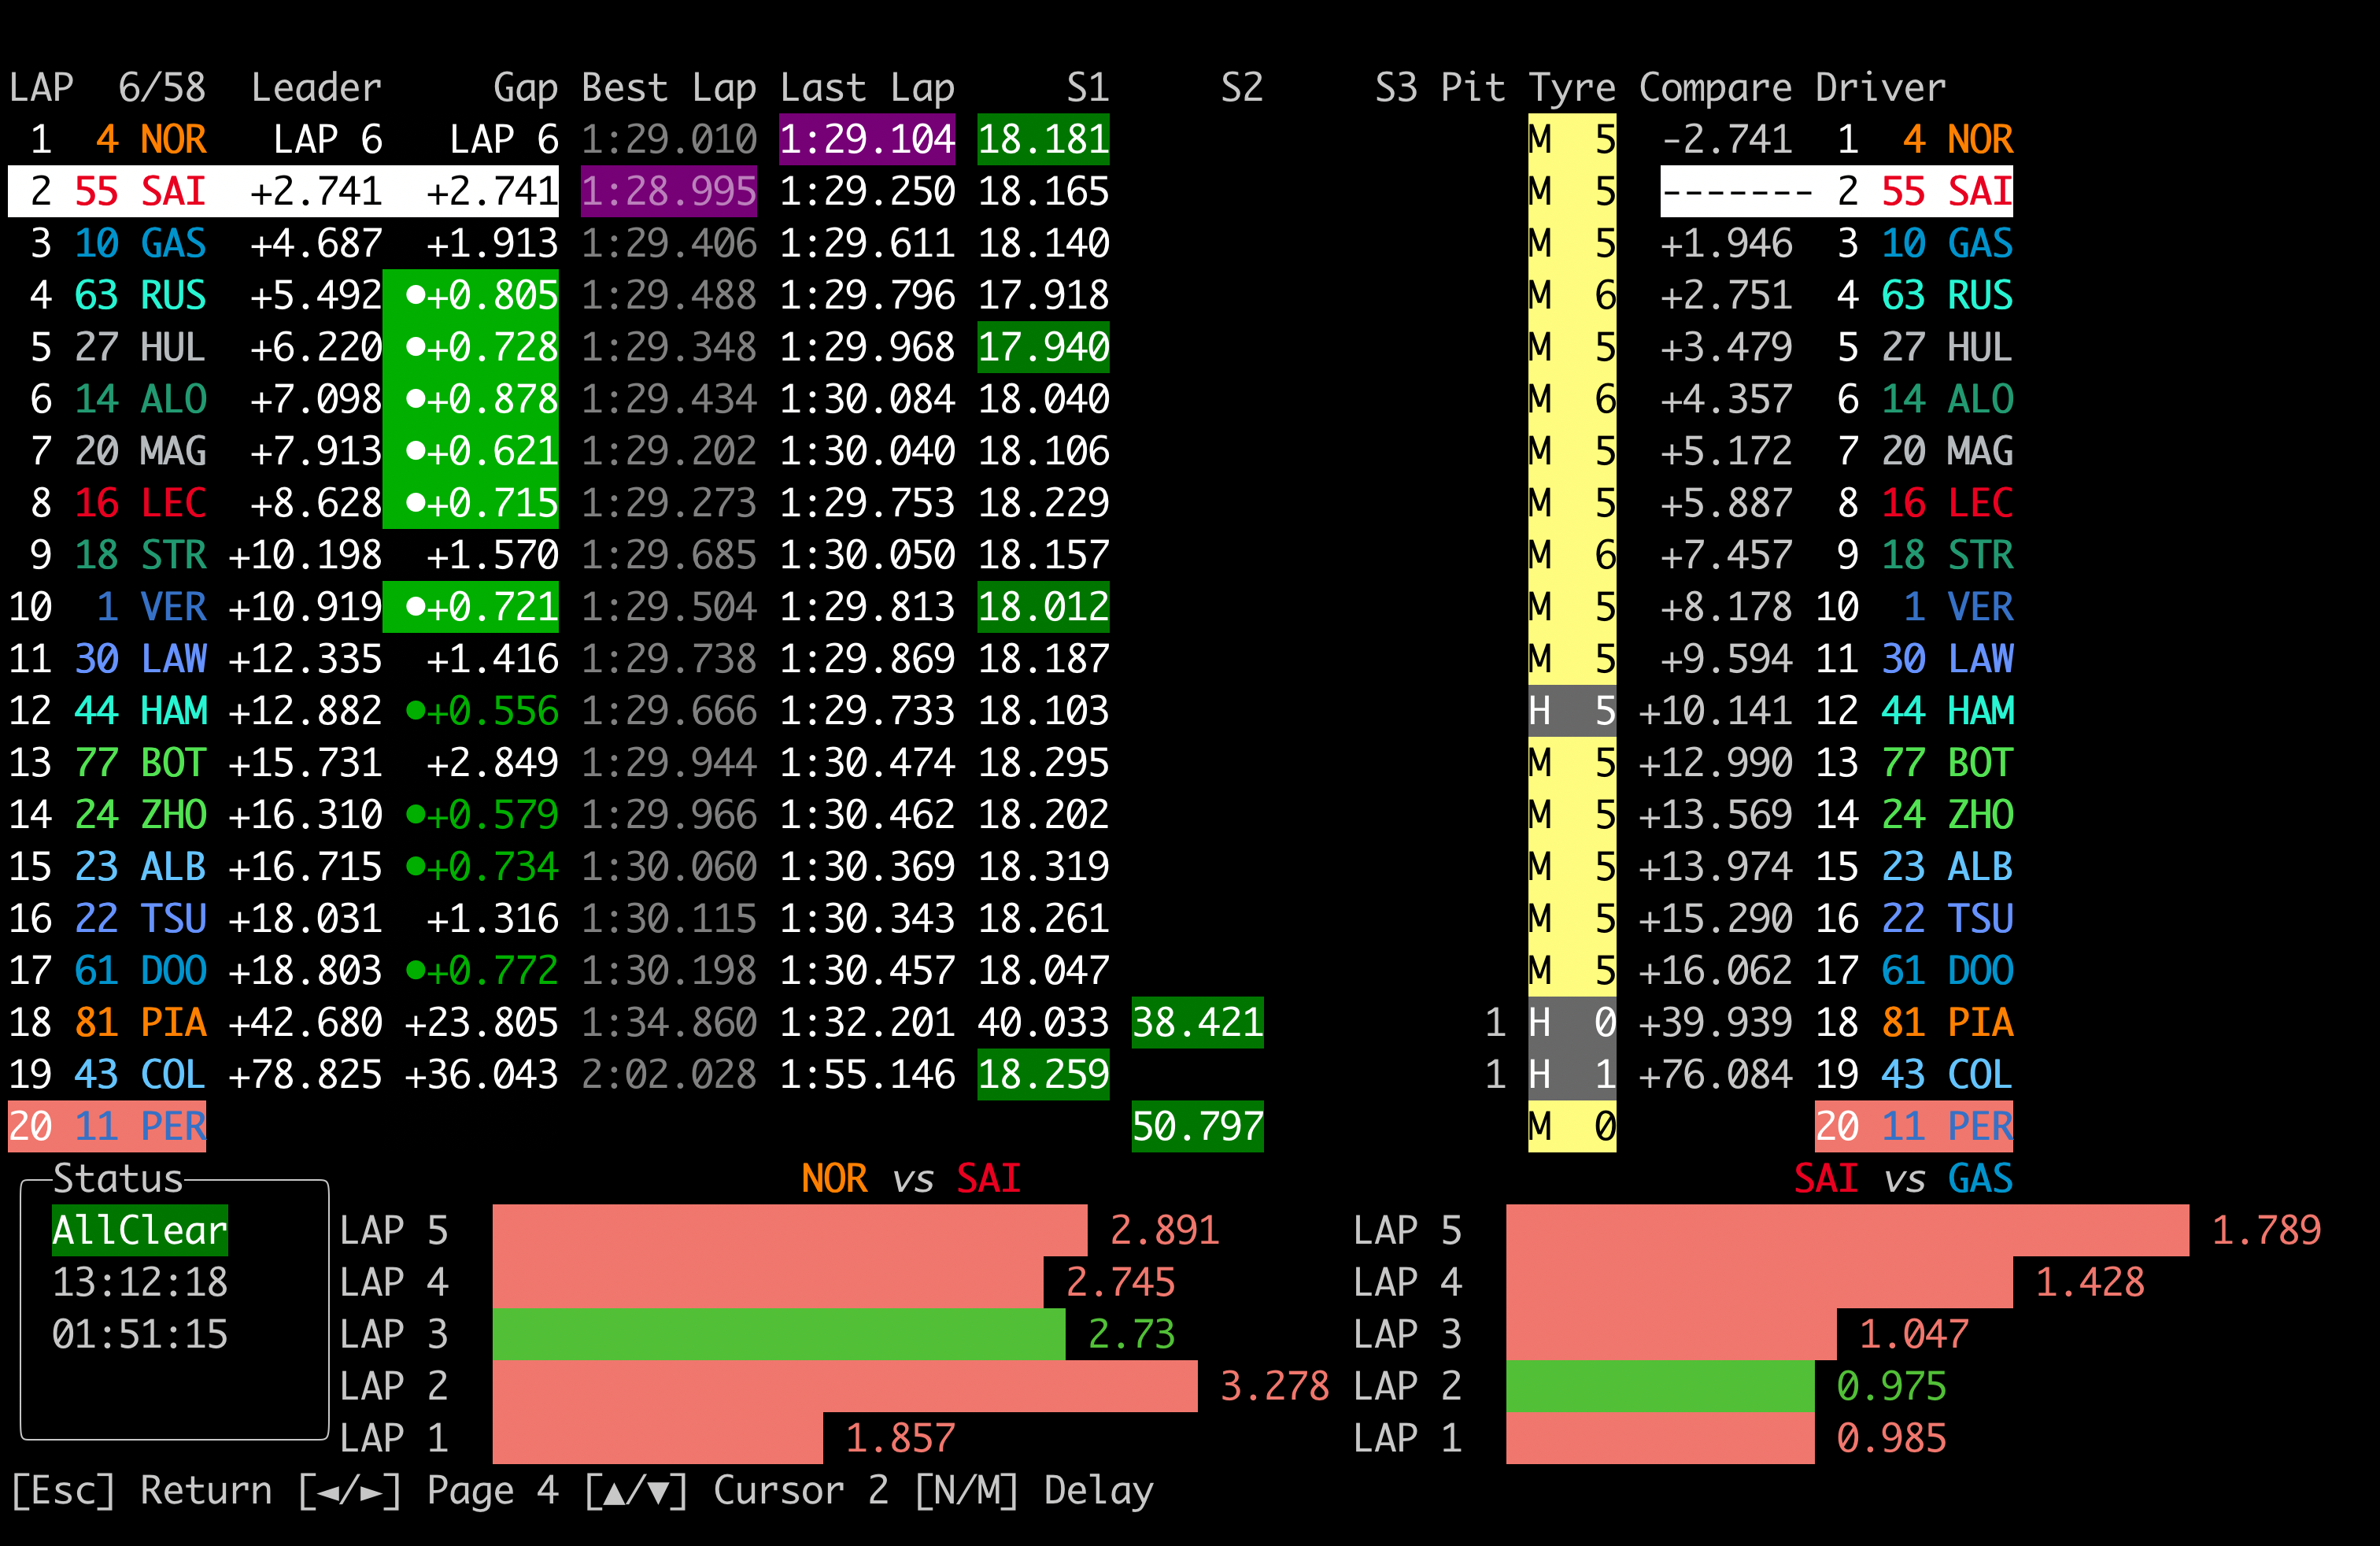 LAP 6/58 Leader Gap Best Lap Last Lap S1 S2 S3 Pit Tyre Compare Driver
1 4 NOR LAP 6 LAP 6 1:29.010 1:29.104 18.181 M 5 -2.741 1 4 NOR
2 55 SAI +2.741 +2.741 1:28.995 1:29.250 18.165 M 5 ------- 2 55 SAI
3 10 GAS +4.687 +1.913 1:29.406 1:29.611 18.140 M 5 +1.946 3 10 GAS
4 63 RUS +5.492 ●+0.805 1:29.488 1:29.796 17.918 M 6 +2.751 4 63 RUS
5 27 HUL +6.220 ●+0.728 1:29.348 1:29.968 17.940 M 5 +3.479 5 27 HUL
6 14 ALO +7.098 ●+0.878 1:29.434 1:30.084 18.040 M 6 +4.357 6 14 ALO
7 20 MAG +7.913 ●+0.621 1:29.202 1:30.040 18.106 M 5 +5.172 7 20 MAG
8 16 LEC +8.628 ●+0.715 1:29.273 1:29.753 18.229 M 5 +5.887 8 16 LEC
9 18 STR +10.198 +1.570 1:29.685 1:30.050 18.157 M 6 +7.457 9 18 STR
10 1 VER +10.919 ●+0.721 1:29.504 1:29.813 18.012 M 5 +8.178 10 1 VER
11 30 LAW +12.335 +1.416 1:29.738 1:29.869 18.187 M 5 +9.594 11 30 LAW
12 44 HAM +12.882 ●+0.556 1:29.666 1:29.733 18.103 H 5 +10.141 12 44 HAM
13 77 BOT +15.731 +2.849 1:29.944 1:30.474 18.295 M 5 +12.990 13 77 BOT
14 24 ZHO +16.310 ●+0.579 1:29.966 1:30.462 18.202 M 5 +13.569 14 24 ZHO
15 23 ALB +16.715 ●+0.734 1:30.060 1:30.369 18.319 M 5 +13.974 15 23 ALB
16 22 TSU +18.031 +1.316 1:30.115 1:30.343 18.261 M 5 +15.290 16 22 TSU
17 61 DOO +18.803 ●+0.772 1:30.198 1:30.457 18.047 M 5 +16.062 17 61 DOO
18 81 PIA +42.680 +23.805 1:34.860 1:32.201 40.033 38.421 1 H 0 +39.939 18 81 PIA
19 43 COL +78.825 +36.043 2:02.028 1:55.146 18.259 1 H 1 +76.084 19 43 COL
20 11 PER 50.797 M 0 20 11 PER
Status NOR vs SAI SAI vs GAS
AllClear LAP 5 2.891 LAP 5 1.789
13:12:18 LAP 4 2.745 LAP 4 1.428
01:51:15 LAP 3 2.73 LAP 3 1.047
LAP 2 3.278 LAP 2 0.975
LAP 1 1.857 LAP 1 0.985
[Esc] Return [◄/►] Page 4 [▲/▼] Cursor 2 [N/M] Delay